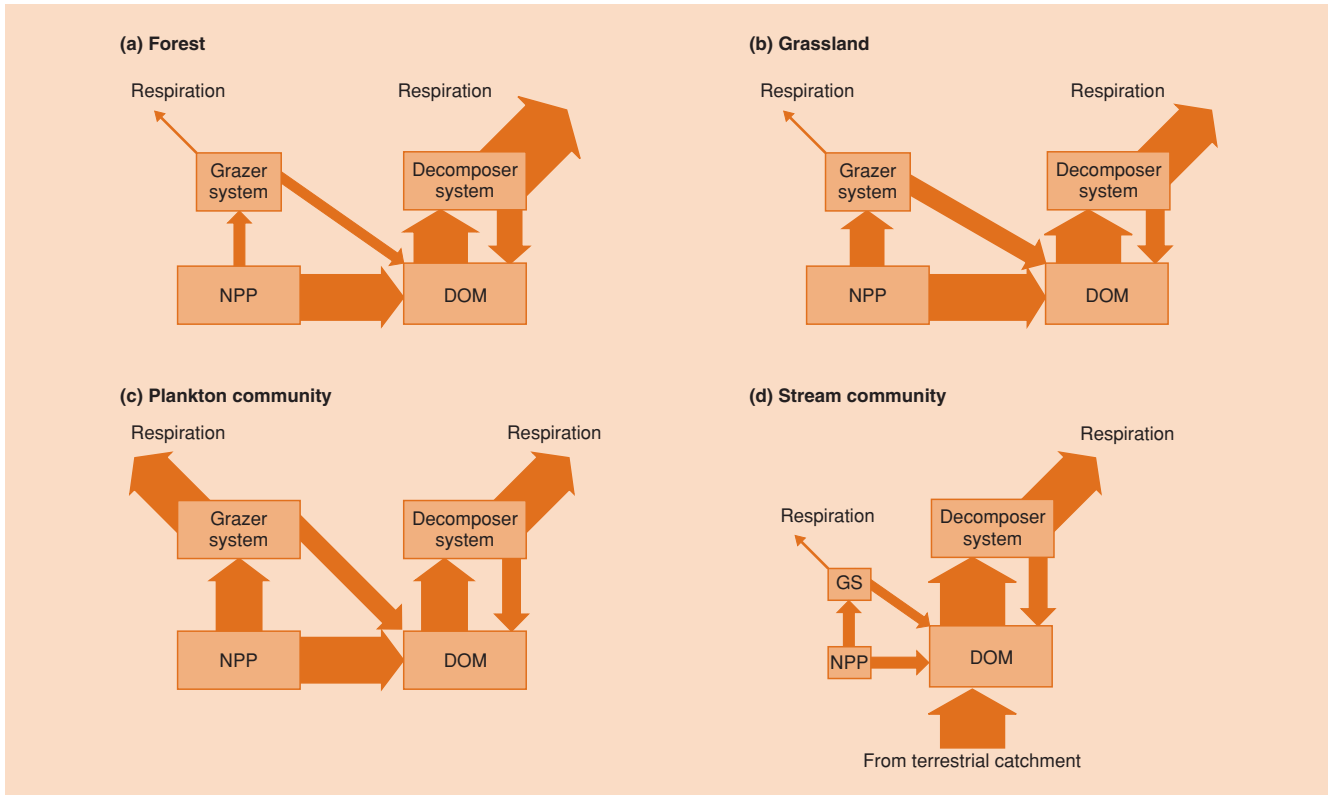 (a) Forest
Respiration
Respiration
Grazer
system
Decomposer
system
NPP
DOM
(b) Grassland
Respiration
Respiration
Grazer
system
Decomposer
system
NPP
DOM
(c) Plankton community
Respiration
Respiration
Grazer
system
Decomposer
system
NPP
DOM
(d) Stream community
Respiration
Respiration
Decomposer
system
GS
NPP
DOM
From terrestrial catchment